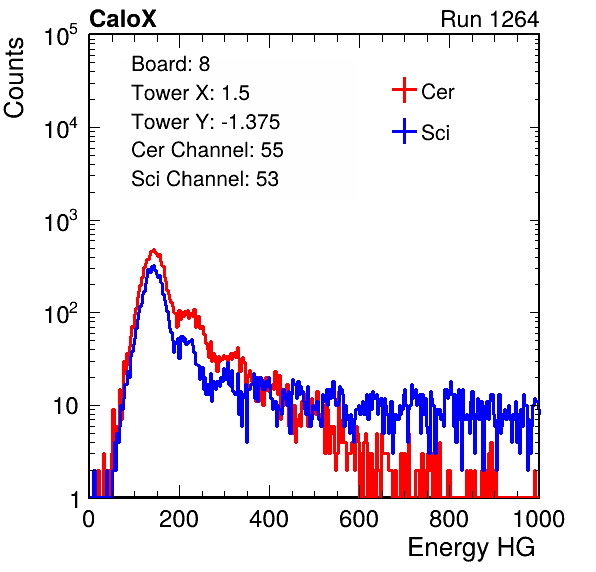 CaloX Run 1264
Counts
10^5
10^4
10^3
10^2
10
1
Board: 8
Tower X: 1.5
Tower Y: -1.375
Cer Channel: 55
Sci Channel: 53
Cer
Sci
0 200 400 600 800 1000
Energy HG